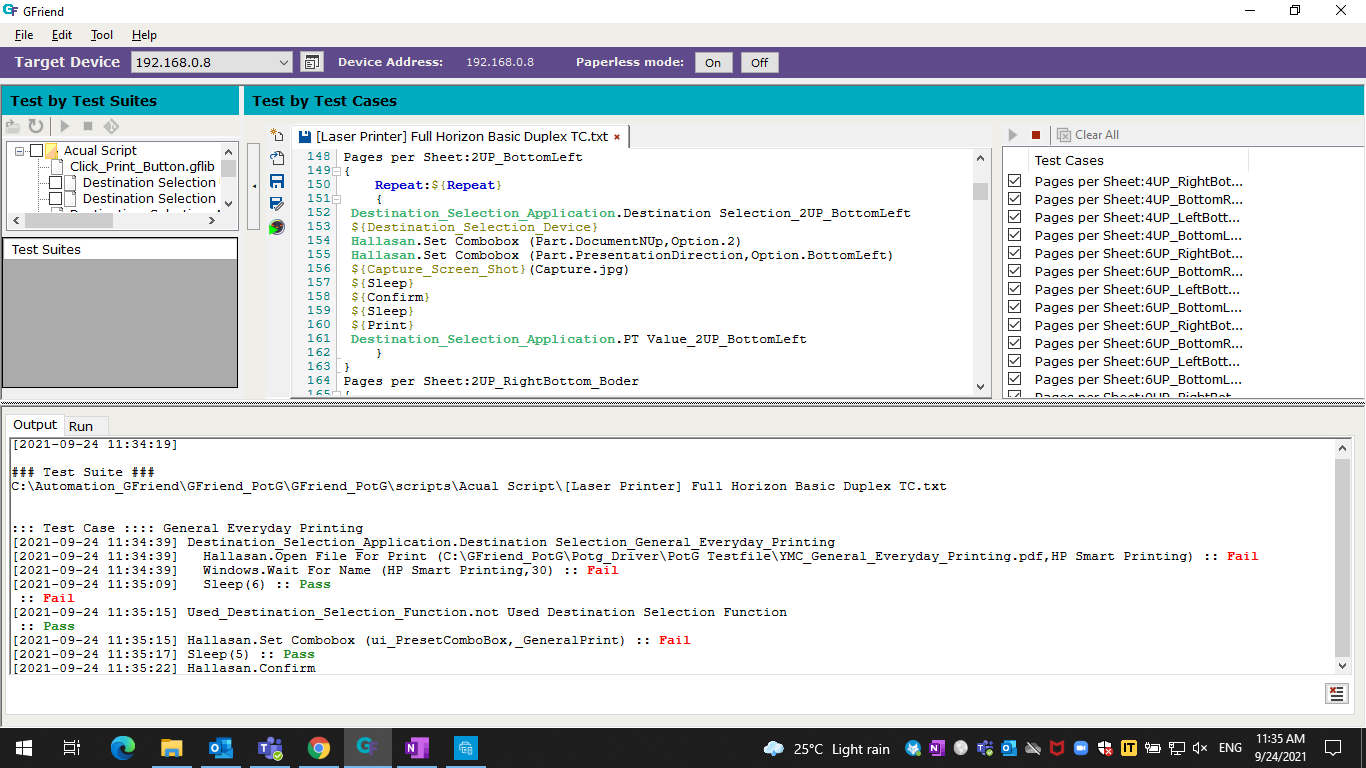 GFriend
File Edit Tool Help
Target Device 192.168.0.8 Device Address: 192.168.0.8 Paperless mode: On Off
Test by Test Suites
Test by Test Cases
Acual Script
Click_Print_Button.gflib
Destination Selection
Destination Selection
Test Suites
[Laser Printer] Full Horizon Basic Duplex TC.txt
148 Pages per Sheet:2UP_BottomLeft
149 {
150 Repeat:${Repeat}
151 {
152 Destination_Selection_Application.Destination Selection_2UP_BottomLeft
153 ${Destination_Selection_Device}
154 Hallasan.Set Combobox (Part.DocumentNUp,Option.2)
155 Hallasan.Set Combobox (Part.PresentationDirection,Option.BottomLeft)
156 ${Capture_Screen_Shot}(Capture.jpg)
157 ${Sleep}
158 ${Confirm}
159 ${Sleep}
160 ${Print}
161 Destination_Selection_Application.PT Value_2UP_BottomLeft
162 }
163 }
164 Pages per Sheet:2UP_RightBottom_Boder
165 {
Clear All
Test Cases
Pages per Sheet:4UP_RightBot...
Pages per Sheet:4UP_BottomR...
Pages per Sheet:4UP_LeftBott...
Pages per Sheet:4UP_BottomL...
Pages per Sheet:6UP_RightBot...
Pages per Sheet:6UP_BottomR...
Pages per Sheet:6UP_LeftBott...
Pages per Sheet:6UP_BottomL...
Pages per Sheet:6UP_RightBot...
Pages per Sheet:6UP_BottomR...
Pages per Sheet:6UP_LeftBott...
Pages per Sheet:6UP_BottomL...
Output Run
[2021-09-24 11:34:19]
### Test Suite ###
C:\Automation_GFriend\GFriend_PotG\GFriend_PotG\scripts\Acual Script\[Laser Printer] Full Horizon Basic Duplex TC.txt
::: Test Case :::: General Everyday Printing
[2021-09-24 11:34:39] Destination_Selection_Application.Destination Selection_General_Everyday_Printing
[2021-09-24 11:34:39] Hallasan.Open File For Print (C:\GFriend_PotG\Potg_Driver\PotG Testfile\YMC_General_Everyday_Printing.pdf,HP Smart Printing) :: Fail
[2021-09-24 11:34:39] Windows.Wait For Name (HP Smart Printing,30) :: Fail
[2021-09-24 11:35:09] Sleep(6) :: Pass
:: Fail
[2021-09-24 11:35:15] Used_Destination_Selection_Function.not Used Destination Selection Function
:: Pass
[2021-09-24 11:35:15] Hallasan.Set Combobox (ui_PresetComboBox,_GeneralPrint) :: Fail
[2021-09-24 11:35:17] Sleep(5) :: Pass
[2021-09-24 11:35:22] Hallasan.Confirm
25°C Light rain
ENG
11:35 AM
9/24/2021